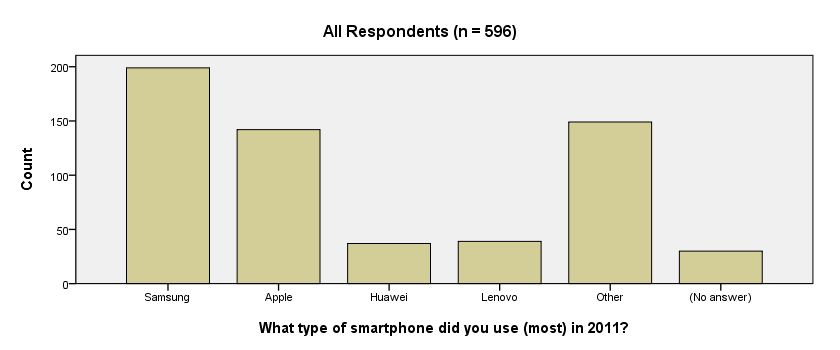 All Respondents (n = 596)
Count
200
150
100
50
0
Samsung Apple Huawei Lenovo Other (No answer)
What type of smartphone did you use (most) in 2011?